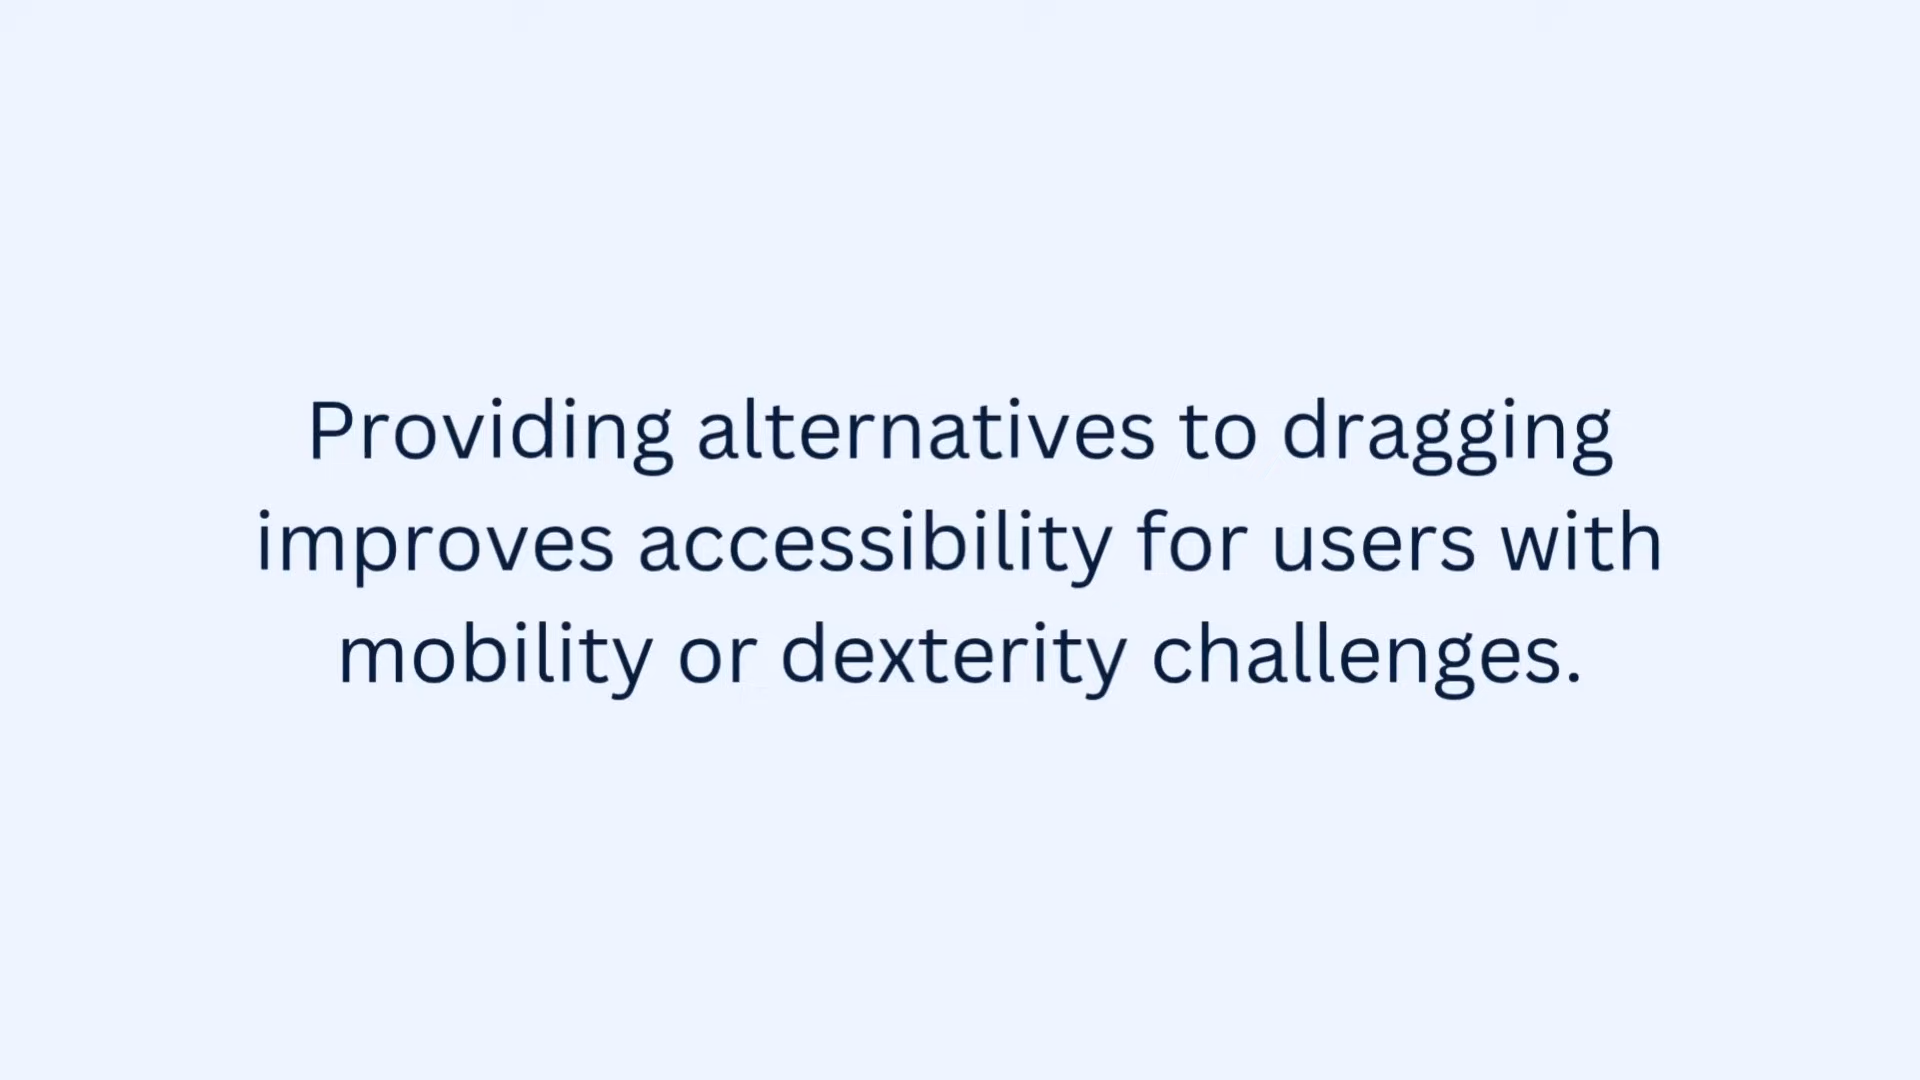 Providing alternatives to dragging
improves accessibility for users with
mobility or dexterity challenges.